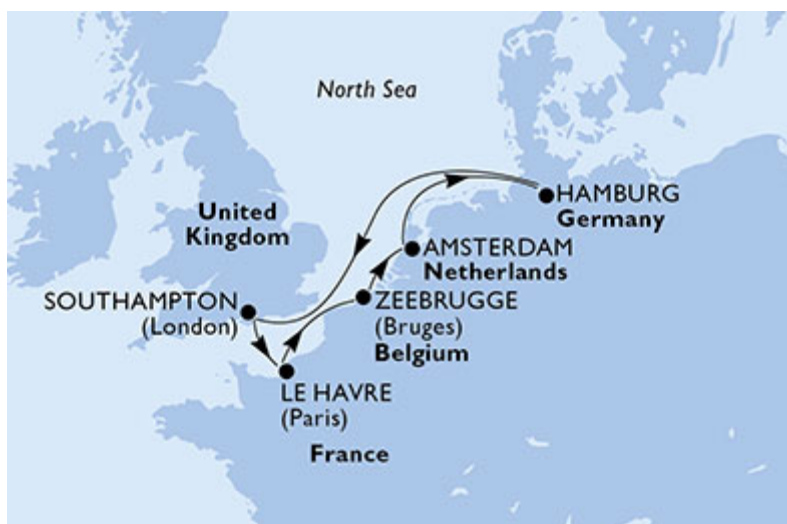 North Sea
HAMBURG
Germany
United
Kingdom
AMSTERDAM
Netherlands
SOUTHAMPTON
(London)
ZEEBRUGGE
(Bruges)
Belgium
LE HAVRE
(Paris)
France